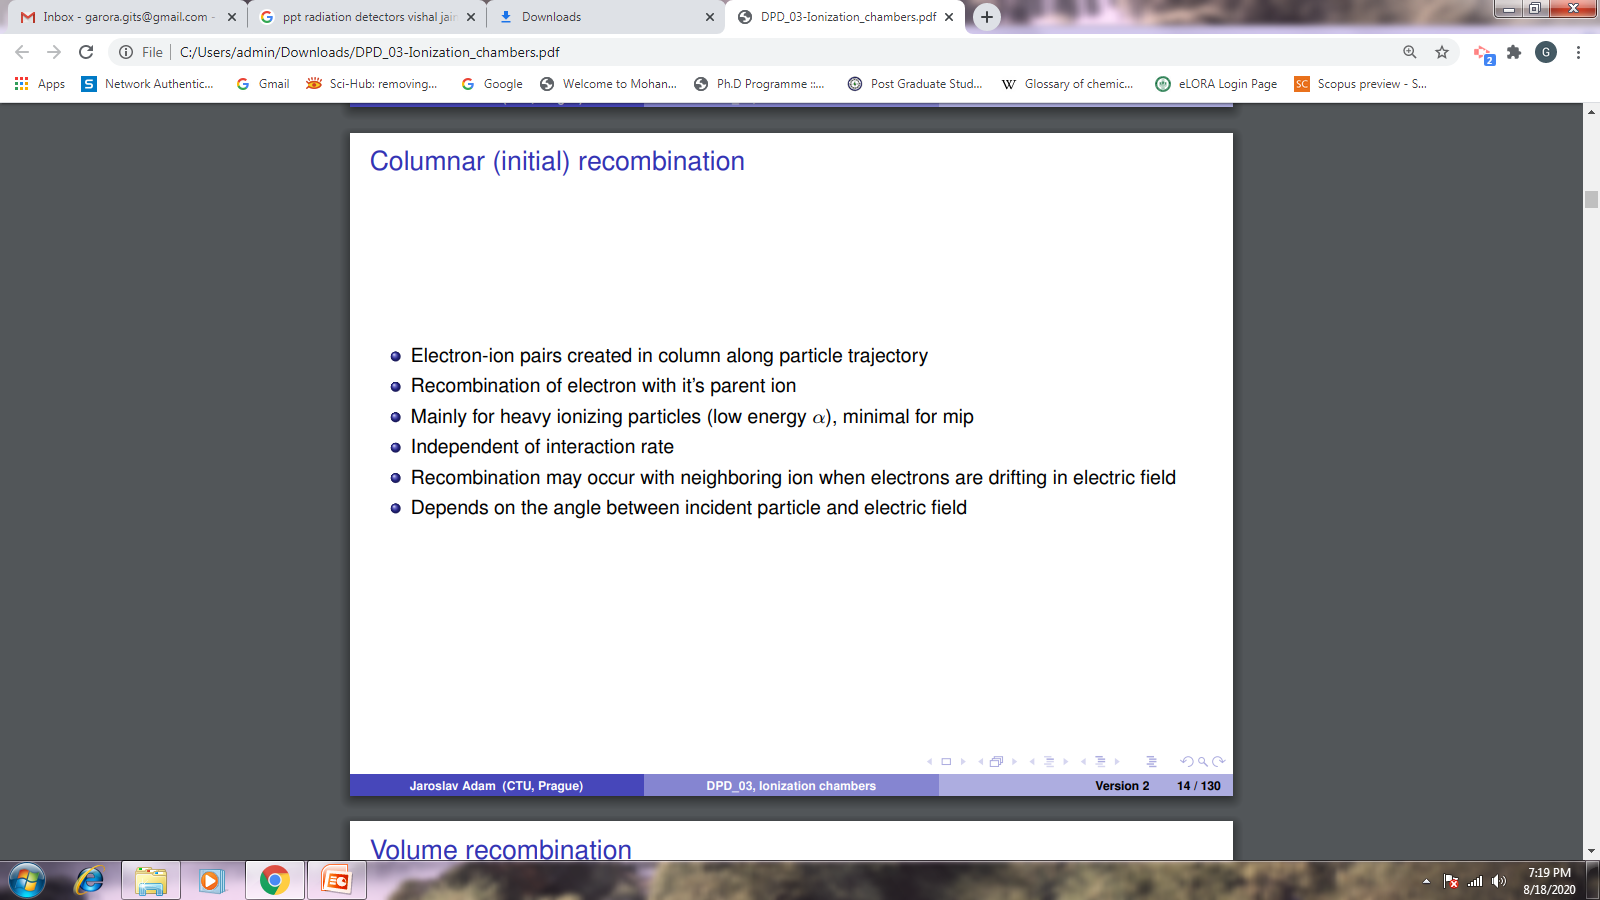 Inbox - garora.gits@gmail.com -
ppt radiation detectors vishal jain
Downloads
DPD_03-Ionization_chambers.pdf
File
C:/Users/admin/Downloads/DPD_03-Ionization_chambers.pdf
G
2
Apps
Network Authentic...
Gmail
Sci-Hub: removing...
Google
Welcome to Mohan...
Ph.D Programme ::...
Post Graduate Stud...
Glossary of chemic...
eLORA Login Page
Scopus preview - S...
Columnar (initial) recombination
Electron-ion pairs created in column along particle trajectory
Recombination of electron with it's parent ion
Mainly for heavy ionizing particles (low energy α), minimal for mip
Independent of interaction rate
Recombination may occur with neighboring ion when electrons are drifting in electric field
Depends on the angle between incident particle and electric field
Jaroslav Adam (CTU, Prague)
DPD_03, Ionization chambers
Version 2
14 / 130
Volume recombination
7:19 PM
8/18/2020